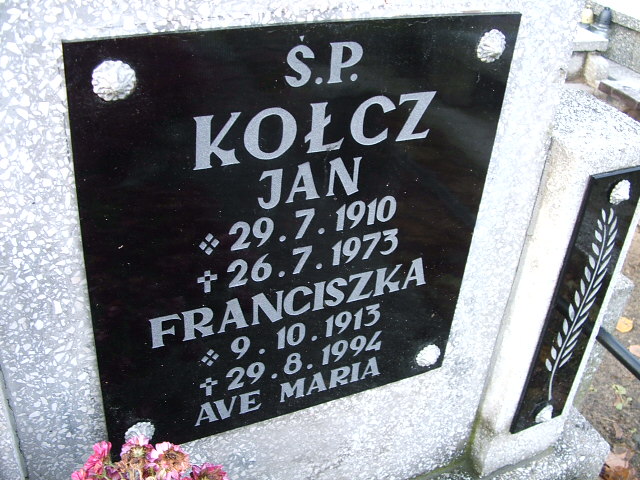 Ś.P.
KOŁCZ
JAN
29.7.1910
✝ 26.7.1973
FRANCISZKA
9.10.1913
✝ 29.8.1994
AVE MARIA